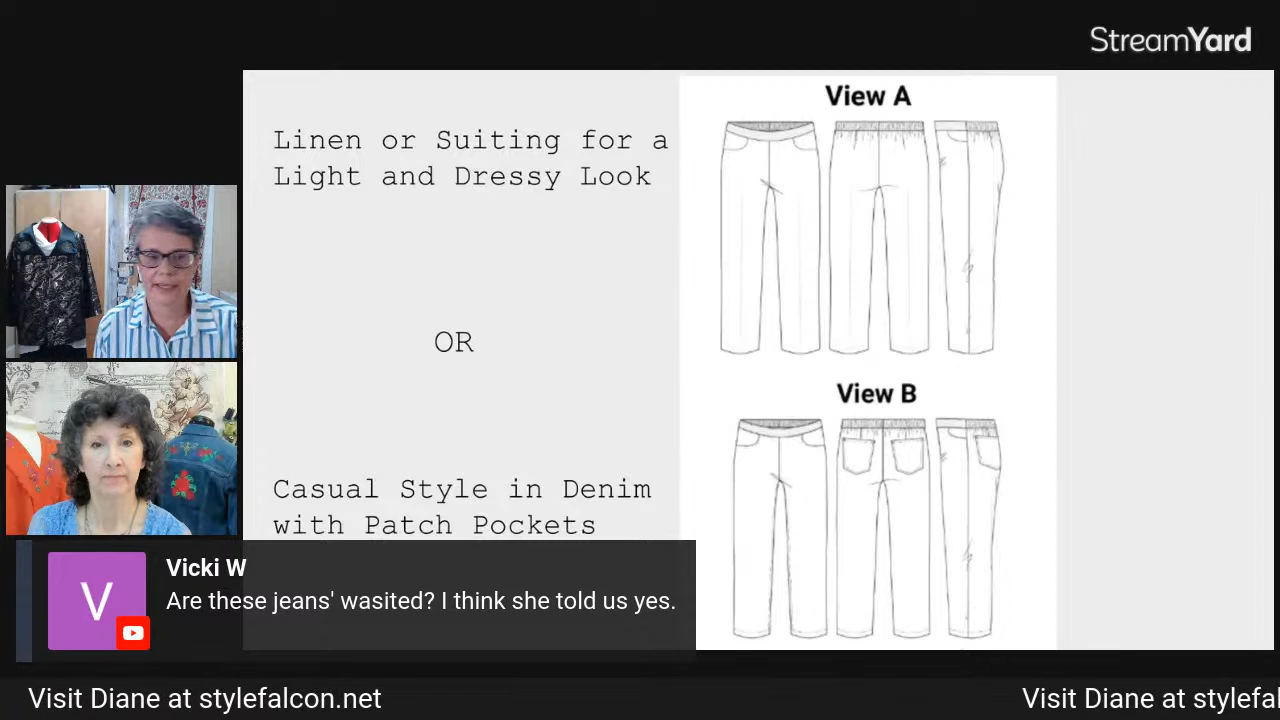 StreamYard
Linen or Suiting for a
Light and Dressy Look
OR
Casual Style in Denim
with Patch Pockets
View A
View B
V
Vicki W
Are these jeans' wasited? I think she told us yes.
Visit Diane at stylefalcon.net
Visit Diane at stylefal